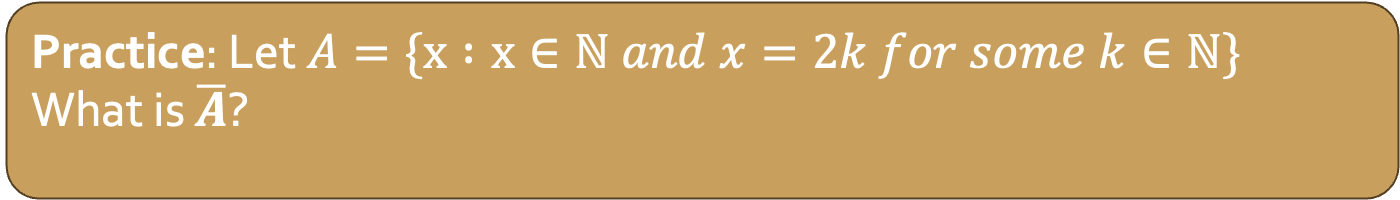 Practice: Let A = {x : x ∈ ℕ and x = 2k for some k ∈ ℕ}
What is A̅?